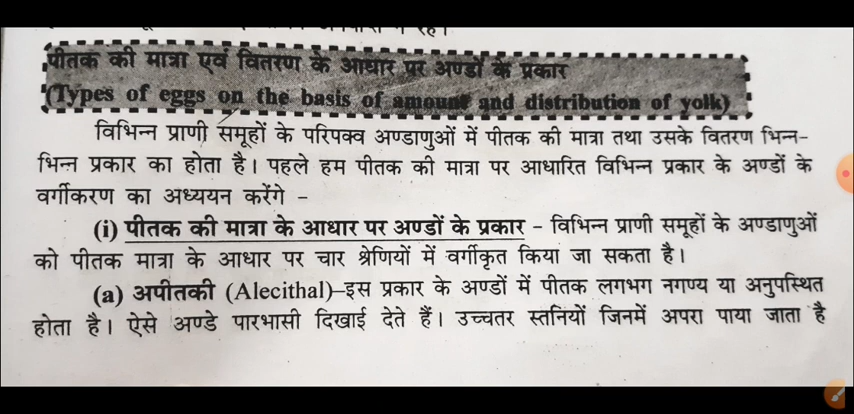 पीतक की मात्रा एवं वितरण के आधार पर अण्डों के प्रकार
(Types of eggs on the basis of amount and distribution of yolk)
विभिन्न प्राणी समूहों के परिपक्व अण्डाणुओं में पीतक की मात्रा तथा उसके वितरण भिन्न-
भिन्न प्रकार का होता है। पहले हम पीतक की मात्रा पर आधारित विभिन्न प्रकार के अण्डों के
वर्गीकरण का अध्ययन करेंगे -
(i) पीतक की मात्रा के आधार पर अण्डों के प्रकार - विभिन्न प्राणी समूहों के अण्डाणुओं
को पीतक मात्रा के आधार पर चार श्रेणियों में वर्गीकृत किया जा सकता है।
(a) अपीतकी (Alecithal)-इस प्रकार के अण्डों में पीतक लगभग नगण्य या अनुपस्थित
होता है। ऐसे अण्डे पारभासी दिखाई देते हैं। उच्चतर स्तनियों जिनमें अपरा पाया जाता है